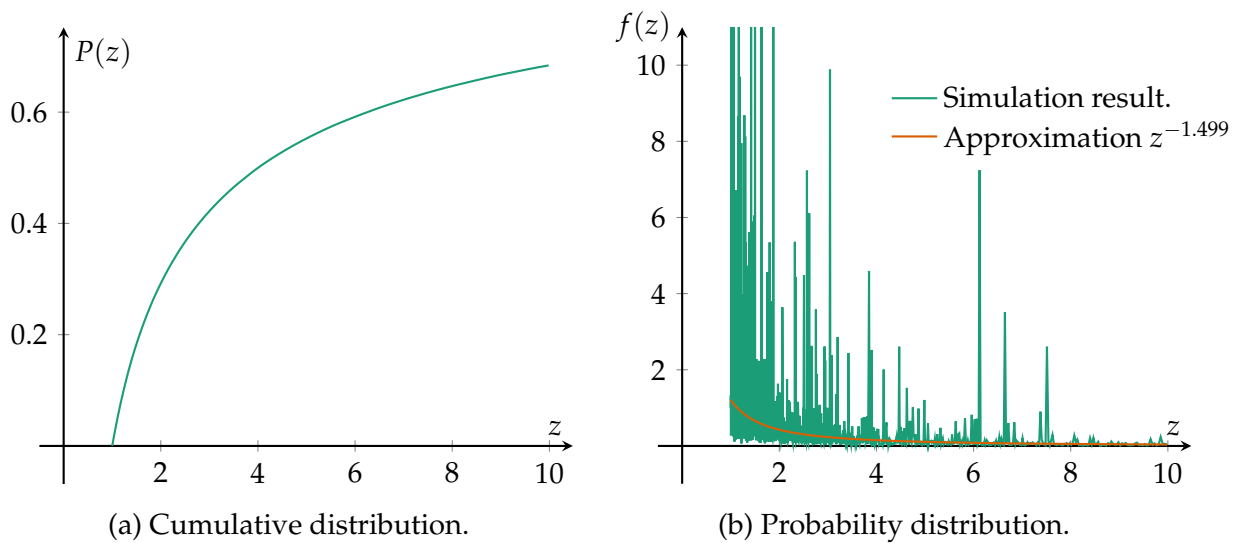 P(z)
0.6
0.4
0.2
z
2 4 6 8 10
(a) Cumulative distribution.
f(z)
10
8
6
4
2
Simulation result.
Approximation z^{-1.499}
z
2 4 6 8 10
(b) Probability distribution.